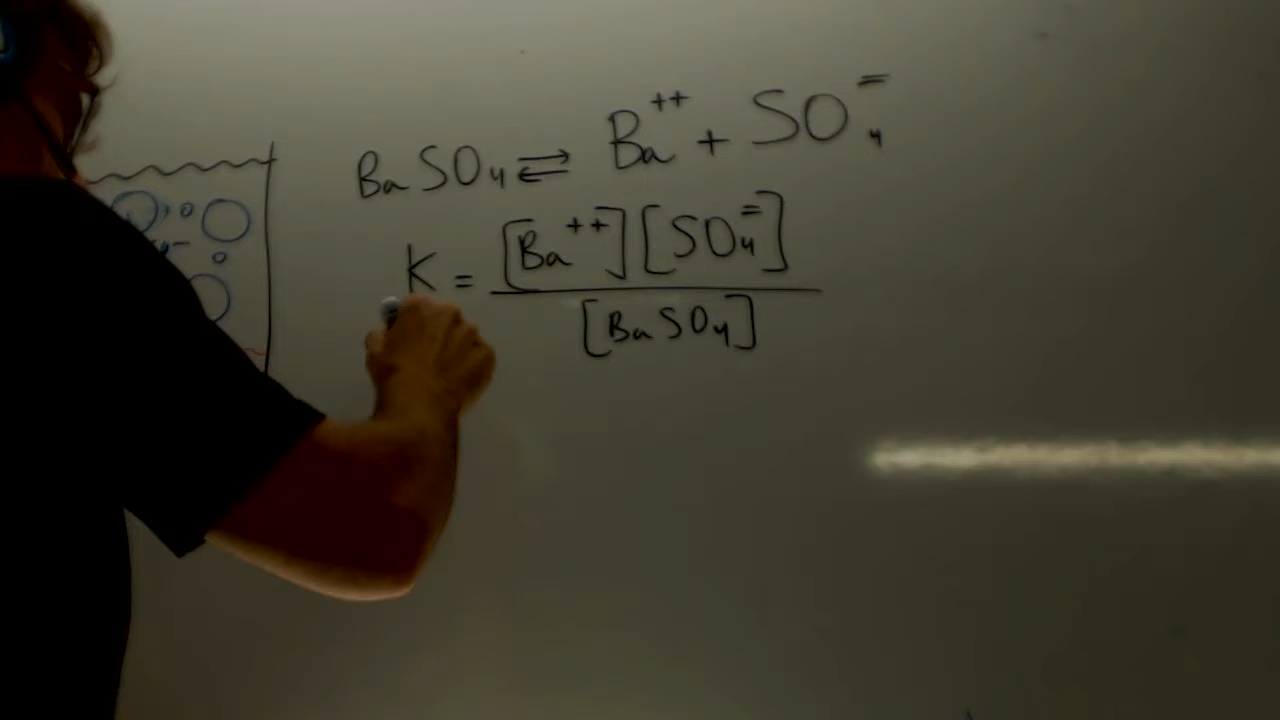 BaSO₄ ⇌ Ba⁺⁺ + SO₄⁼
K = [Ba⁺⁺][SO₄⁼]
[BaSO₄]